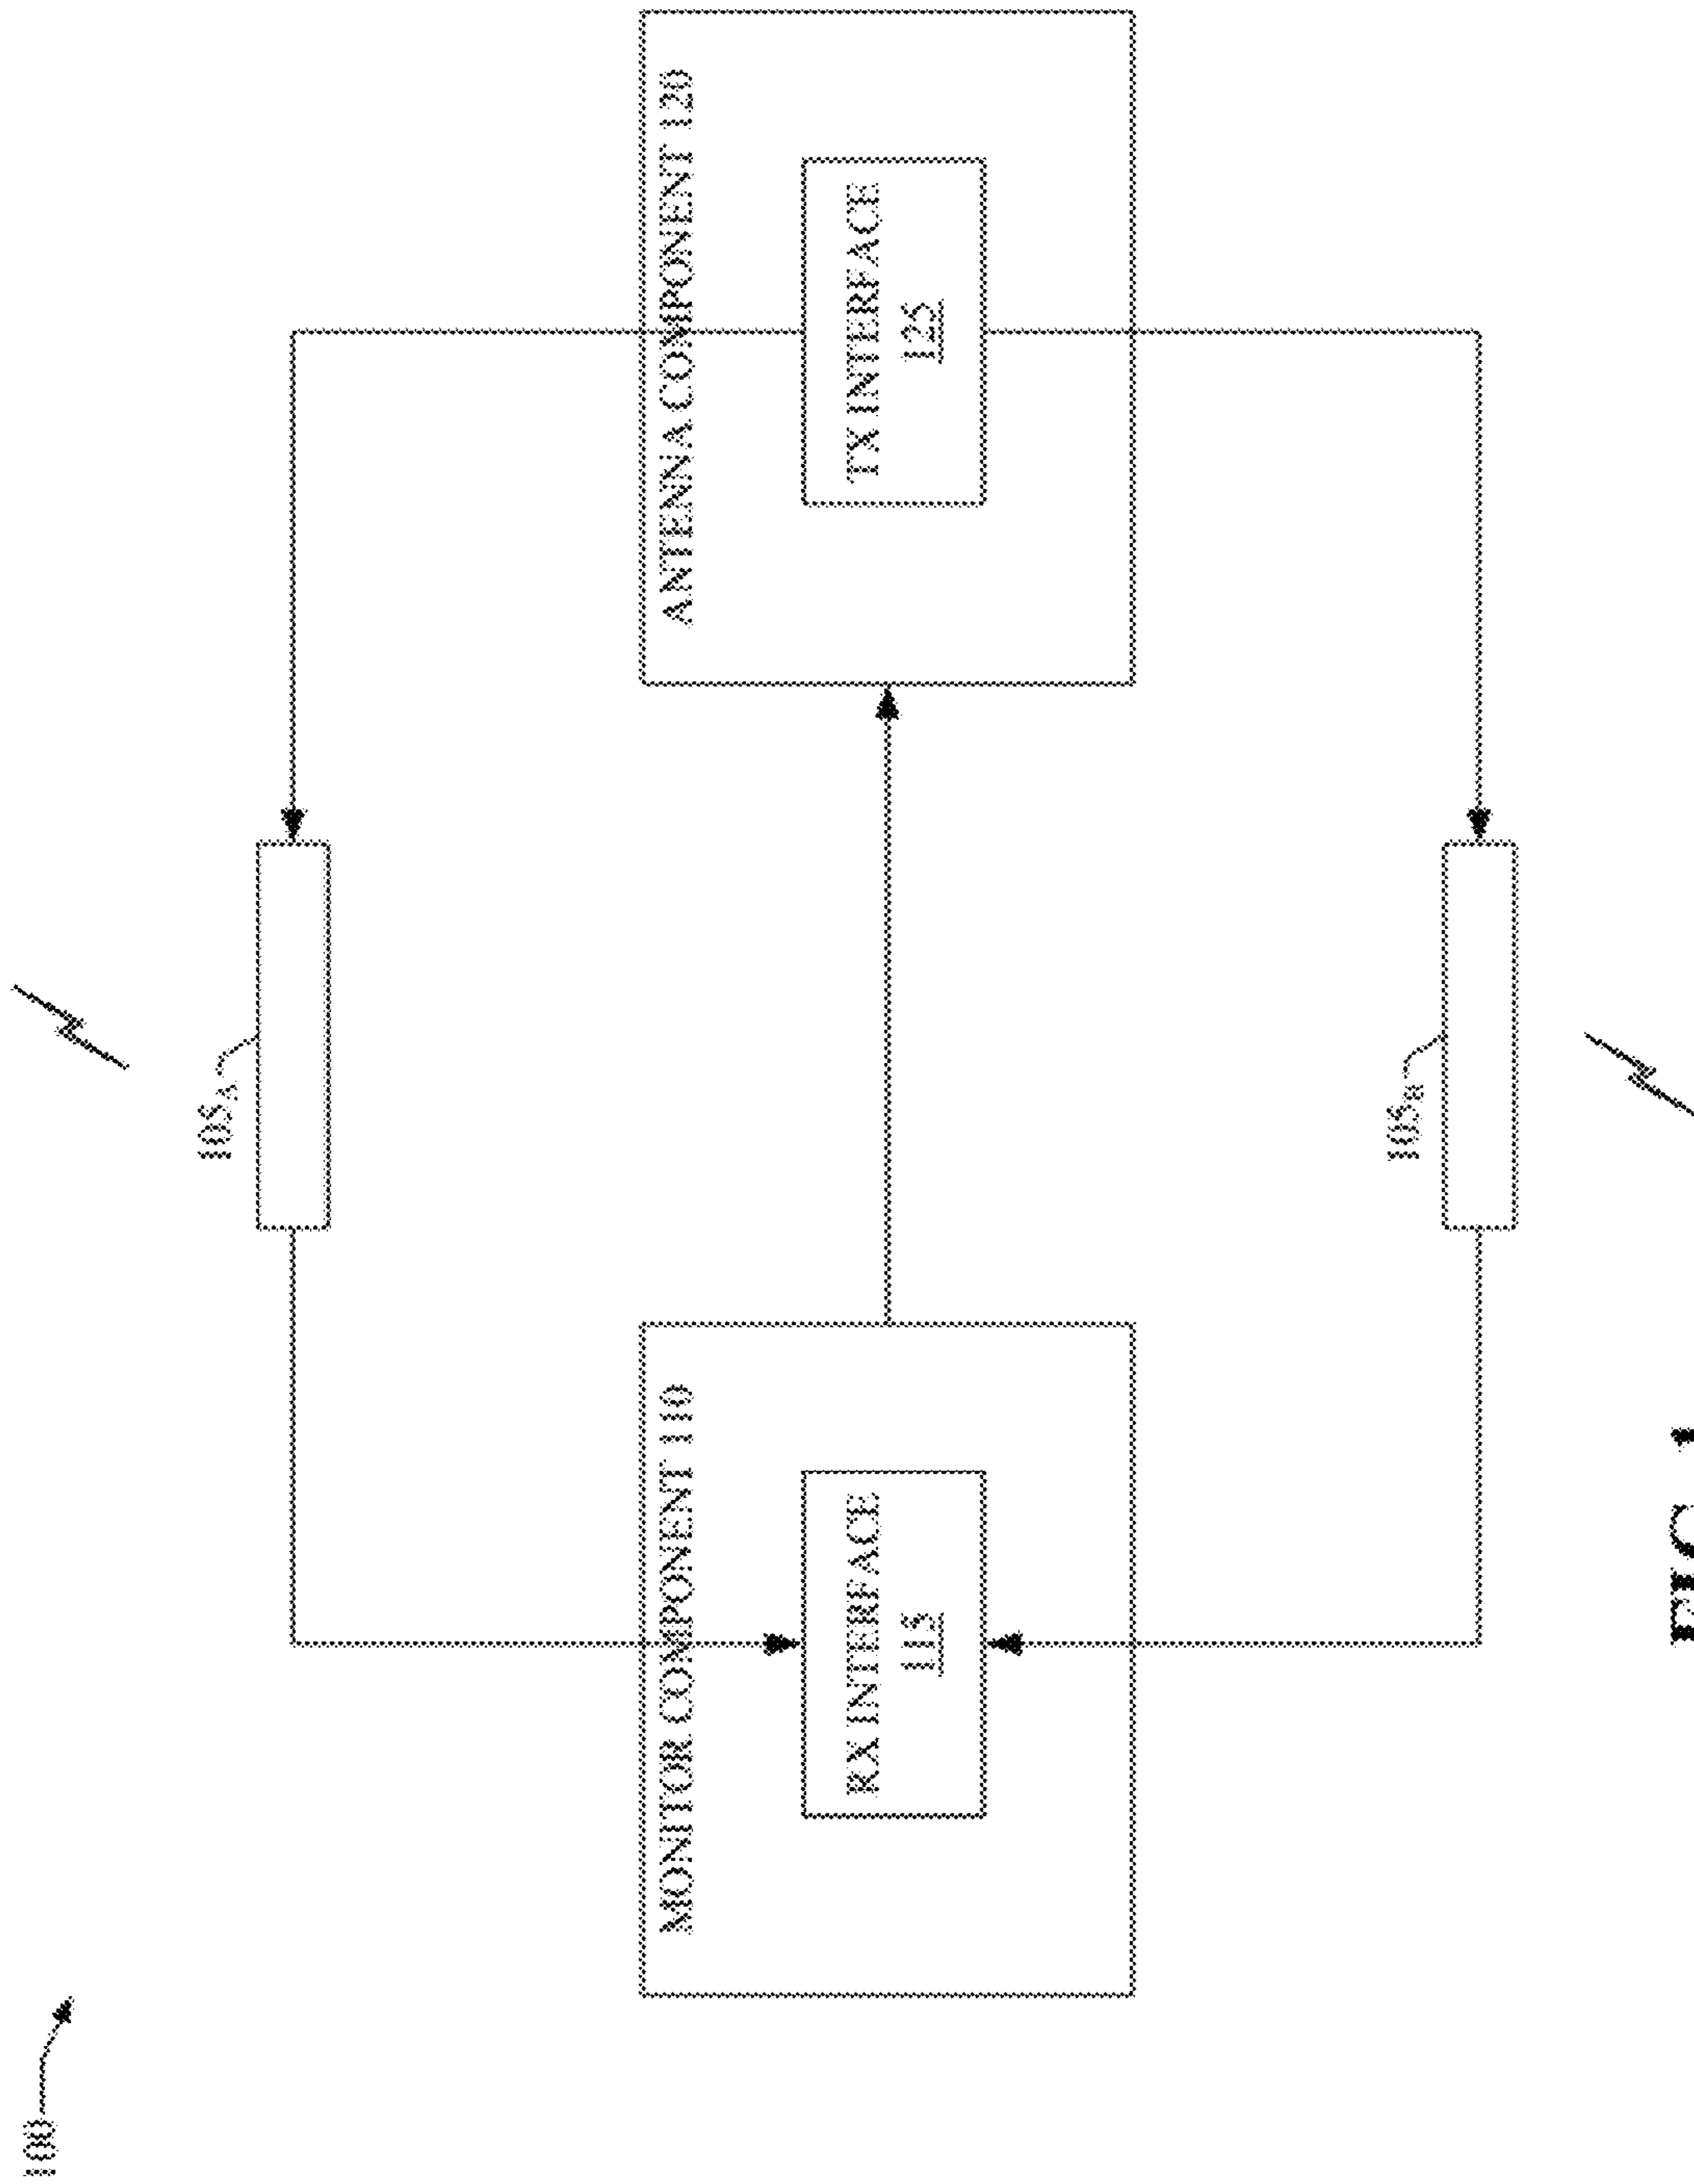 100
105A
MONITOR COMPONENT 110
RX INTERFACE
115
ANTENNA COMPONENT 120
TX INTERFACE
125
105B
FIG. 1